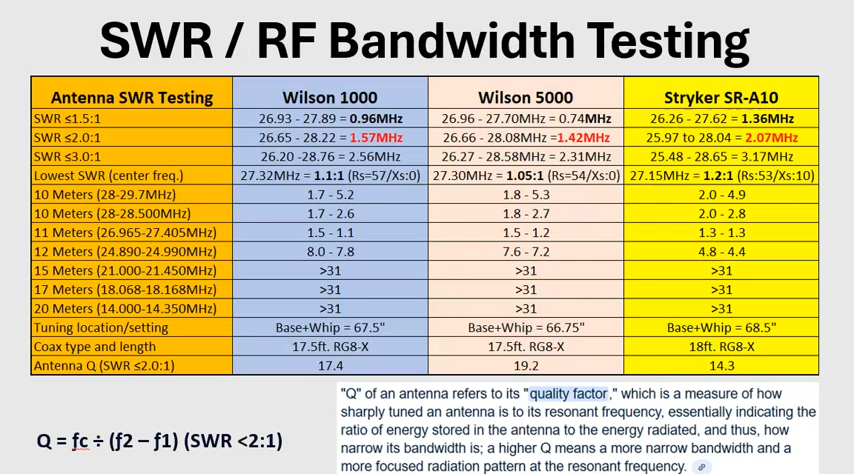 SWR / RF Bandwidth Testing
Antenna SWR Testing Wilson 1000 Wilson 5000 Stryker SR-A10
SWR ≤1.5:1 26.93 - 27.89 = 0.96MHz 26.96 - 27.70MHz = 0.74MHz 26.26 - 27.62 = 1.36MHz
SWR ≤2.0:1 26.65 - 28.22 = 1.57MHz 26.66 - 28.08MHz =1.42MHz 25.97 to 28.04 = 2.07MHz
SWR ≤3.0:1 26.20 -28.76 = 2.56MHz 26.27 - 28.58MHz = 2.31MHz 25.48 - 28.65 = 3.17MHz
Lowest SWR (center freq.) 27.32MHz = 1.1:1 (Rs=57/Xs:0) 27.30MHz = 1.05:1 (Rs=54/Xs:0) 27.15MHz = 1.2:1 (Rs:53/Xs:10)
10 Meters (28-29.7MHz) 1.7 - 5.2 1.8 - 5.3 2.0 - 4.9
10 Meters (28-28.500MHz) 1.7 - 2.6 1.8 - 2.7 2.0 - 2.8
11 Meters (26.965-27.405MHz) 1.5 - 1.1 1.5 - 1.2 1.3 - 1.3
12 Meters (24.890-24.990MHz) 8.0 - 7.8 7.6 - 7.2 4.8 - 4.4
15 Meters (21.000-21.450MHz) >31 >31 >31
17 Meters (18.068-18.168MHz) >31 >31 >31
20 Meters (14.000-14.350MHz) >31 >31 >31
Tuning location/setting Base+Whip = 67.5" Base+Whip = 66.75" Base+Whip = 68.5"
Coax type and length 17.5ft. RG8-X 17.5ft. RG8-X 18ft. RG8-X
Antenna Q (SWR ≤2.0:1) 17.4 19.2 14.3
"Q" of an antenna refers to its "quality factor," which is a measure of how
sharply tuned an antenna is to its resonant frequency, essentially indicating the
ratio of energy stored in the antenna to the energy radiated, and thus, how
narrow its bandwidth is; a higher Q means a more narrow bandwidth and a
more focused radiation pattern at the resonant frequency.
Q = ƒc ÷ (ƒ2 – ƒ1) (SWR <2:1)